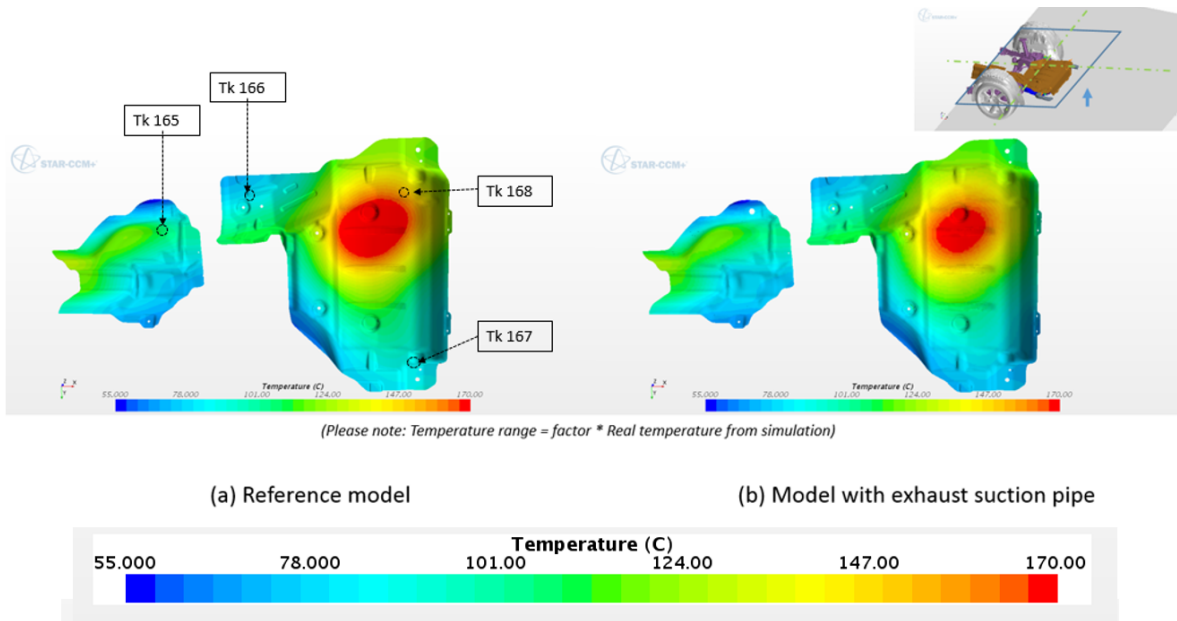 STAR-CCM+
Tk 166
Tk 165
STAR-CCM+
STAR-CCM+
Tk 168
Tk 167
Temperature (C)
55.000 78.000 101.00 124.00 147.00 170.00
Temperature (C)
55.000 78.000 101.00 124.00 147.00 170.00
(Please note: Temperature range = factor * Real temperature from simulation)
(a) Reference model
(b) Model with exhaust suction pipe
Temperature (C)
55.000 78.000 101.00 124.00 147.00 170.00